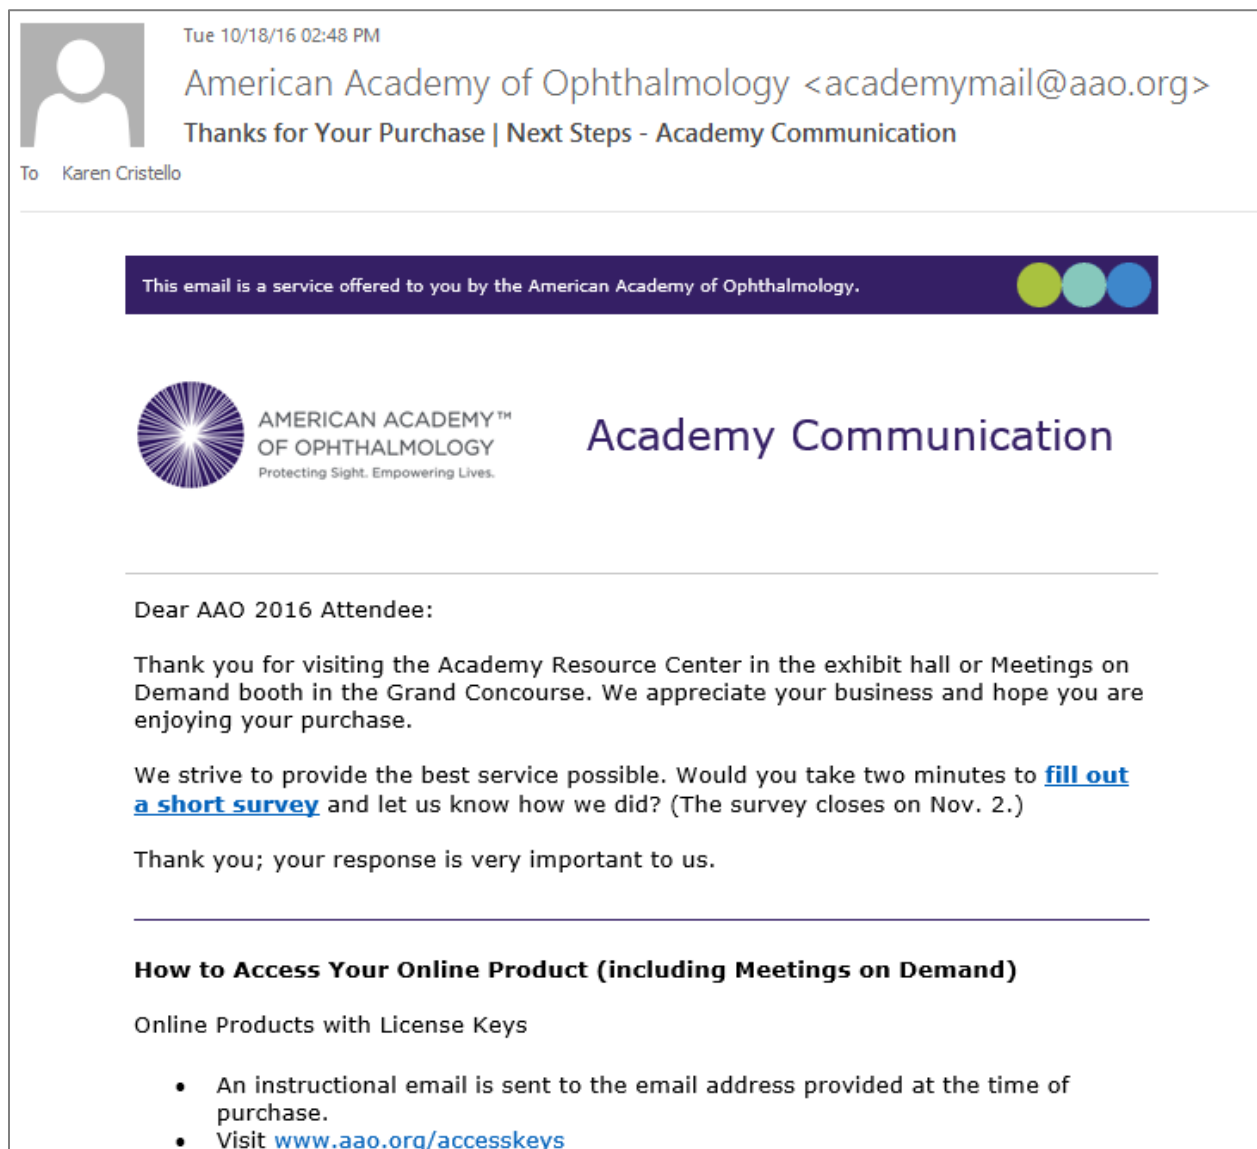 Tue 10/18/16 02:48 PM
American Academy of Ophthalmology <academymail@aao.org>
Thanks for Your Purchase | Next Steps - Academy Communication
To Karen Cristello
This email is a service offered to you by the American Academy of Ophthalmology.
AMERICAN ACADEMY™
OF OPHTHALMOLOGY
Protecting Sight. Empowering Lives.
Academy Communication
Dear AAO 2016 Attendee:
Thank you for visiting the Academy Resource Center in the exhibit hall or Meetings on
Demand booth in the Grand Concourse. We appreciate your business and hope you are
enjoying your purchase.
We strive to provide the best service possible. Would you take two minutes to fill out
a short survey and let us know how we did? (The survey closes on Nov. 2.)
Thank you; your response is very important to us.
How to Access Your Online Product (including Meetings on Demand)
Online Products with License Keys
• An instructional email is sent to the email address provided at the time of
purchase.
• Visit www.aao.org/accesskeys